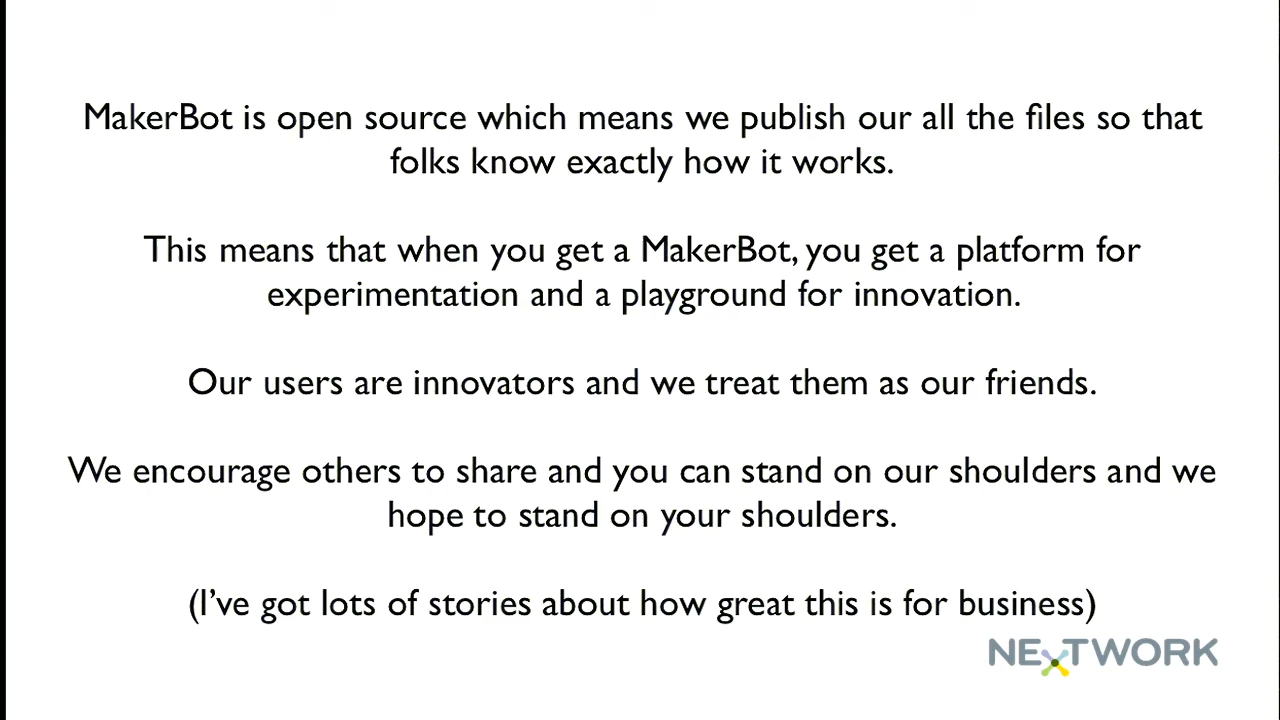 MakerBot is open source which means we publish our all the files so that
folks know exactly how it works.
This means that when you get a MakerBot, you get a platform for
experimentation and a playground for innovation.
Our users are innovators and we treat them as our friends.
We encourage others to share and you can stand on our shoulders and we
hope to stand on your shoulders.
(I've got lots of stories about how great this is for business)
NEXTWORK